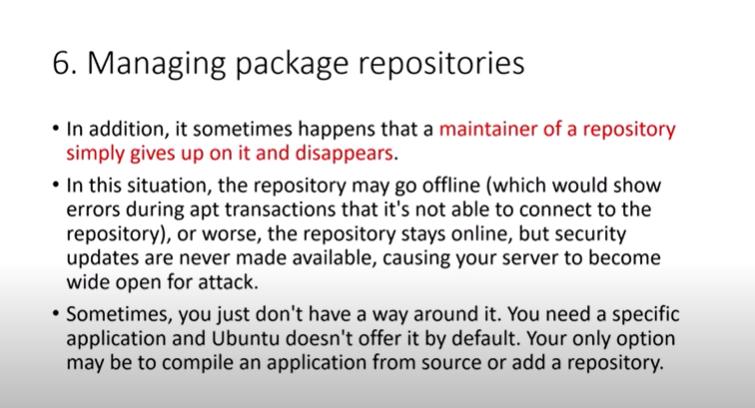 6. Managing package repositories
• In addition, it sometimes happens that a maintainer of a repository
simply gives up on it and disappears.
• In this situation, the repository may go offline (which would show
errors during apt transactions that it's not able to connect to the
repository), or worse, the repository stays online, but security
updates are never made available, causing your server to become
wide open for attack.
• Sometimes, you just don't have a way around it. You need a specific
application and Ubuntu doesn't offer it by default. Your only option
may be to compile an application from source or add a repository.